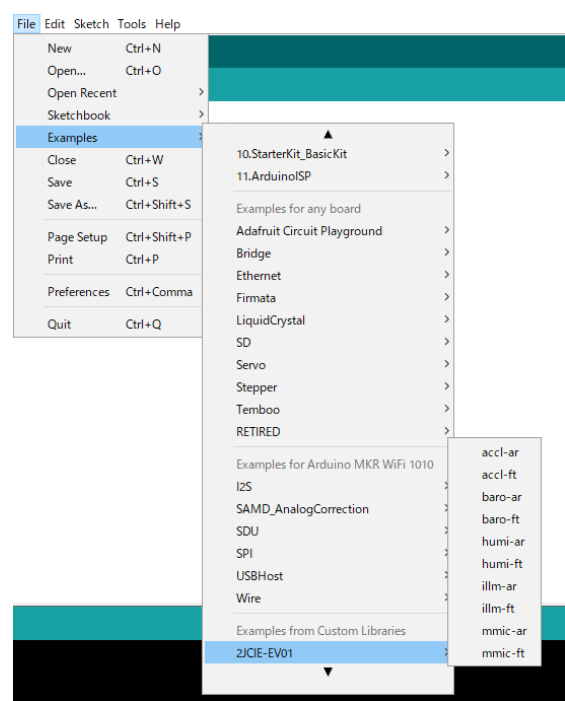 File Edit Sketch Tools Help
New Ctrl+N
Open... Ctrl+O
Open Recent
Sketchbook
Examples
Close Ctrl+W
Save Ctrl+S
Save As... Ctrl+Shift+S
Page Setup Ctrl+Shift+P
Print Ctrl+P
Preferences Ctrl+Comma
Quit Ctrl+Q
10.StarterKit_BasicKit
11.ArduinoISP
Examples for any board
Adafruit Circuit Playground
Bridge
Ethernet
Firmata
LiquidCrystal
SD
Servo
Stepper
Temboo
RETIRED
Examples for Arduino MKR WiFi 1010
I2S
SAMD_AnalogCorrection
SDU
SPI
USBHost
Wire
Examples from Custom Libraries
2JCIE-EV01
accl-ar
accl-ft
baro-ar
baro-ft
humi-ar
humi-ft
illm-ar
illm-ft
mmic-ar
mmic-ft